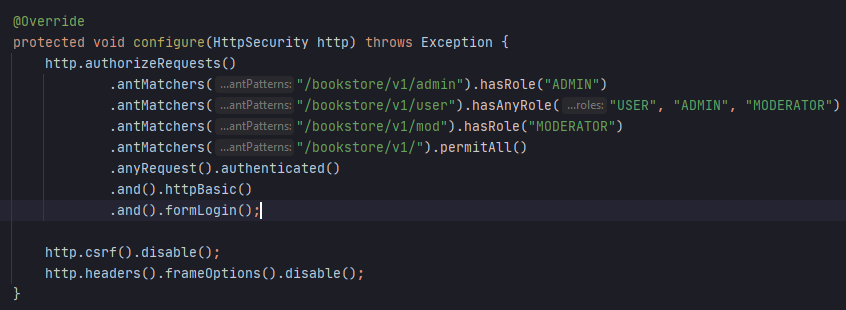 @Override
protected void configure(HttpSecurity http) throws Exception {
    http.authorizeRequests()
            .antMatchers( ...antPatterns: "/bookstore/v1/admin").hasRole("ADMIN")
            .antMatchers( ...antPatterns: "/bookstore/v1/user").hasAnyRole( ...roles: "USER", "ADMIN", "MODERATOR")
            .antMatchers( ...antPatterns: "/bookstore/v1/mod").hasRole("MODERATOR")
            .antMatchers( ...antPatterns: "/bookstore/v1/").permitAll()
            .anyRequest().authenticated()
            .and().httpBasic()
            .and().formLogin();
    http.csrf().disable();
    http.headers().frameOptions().disable();
}